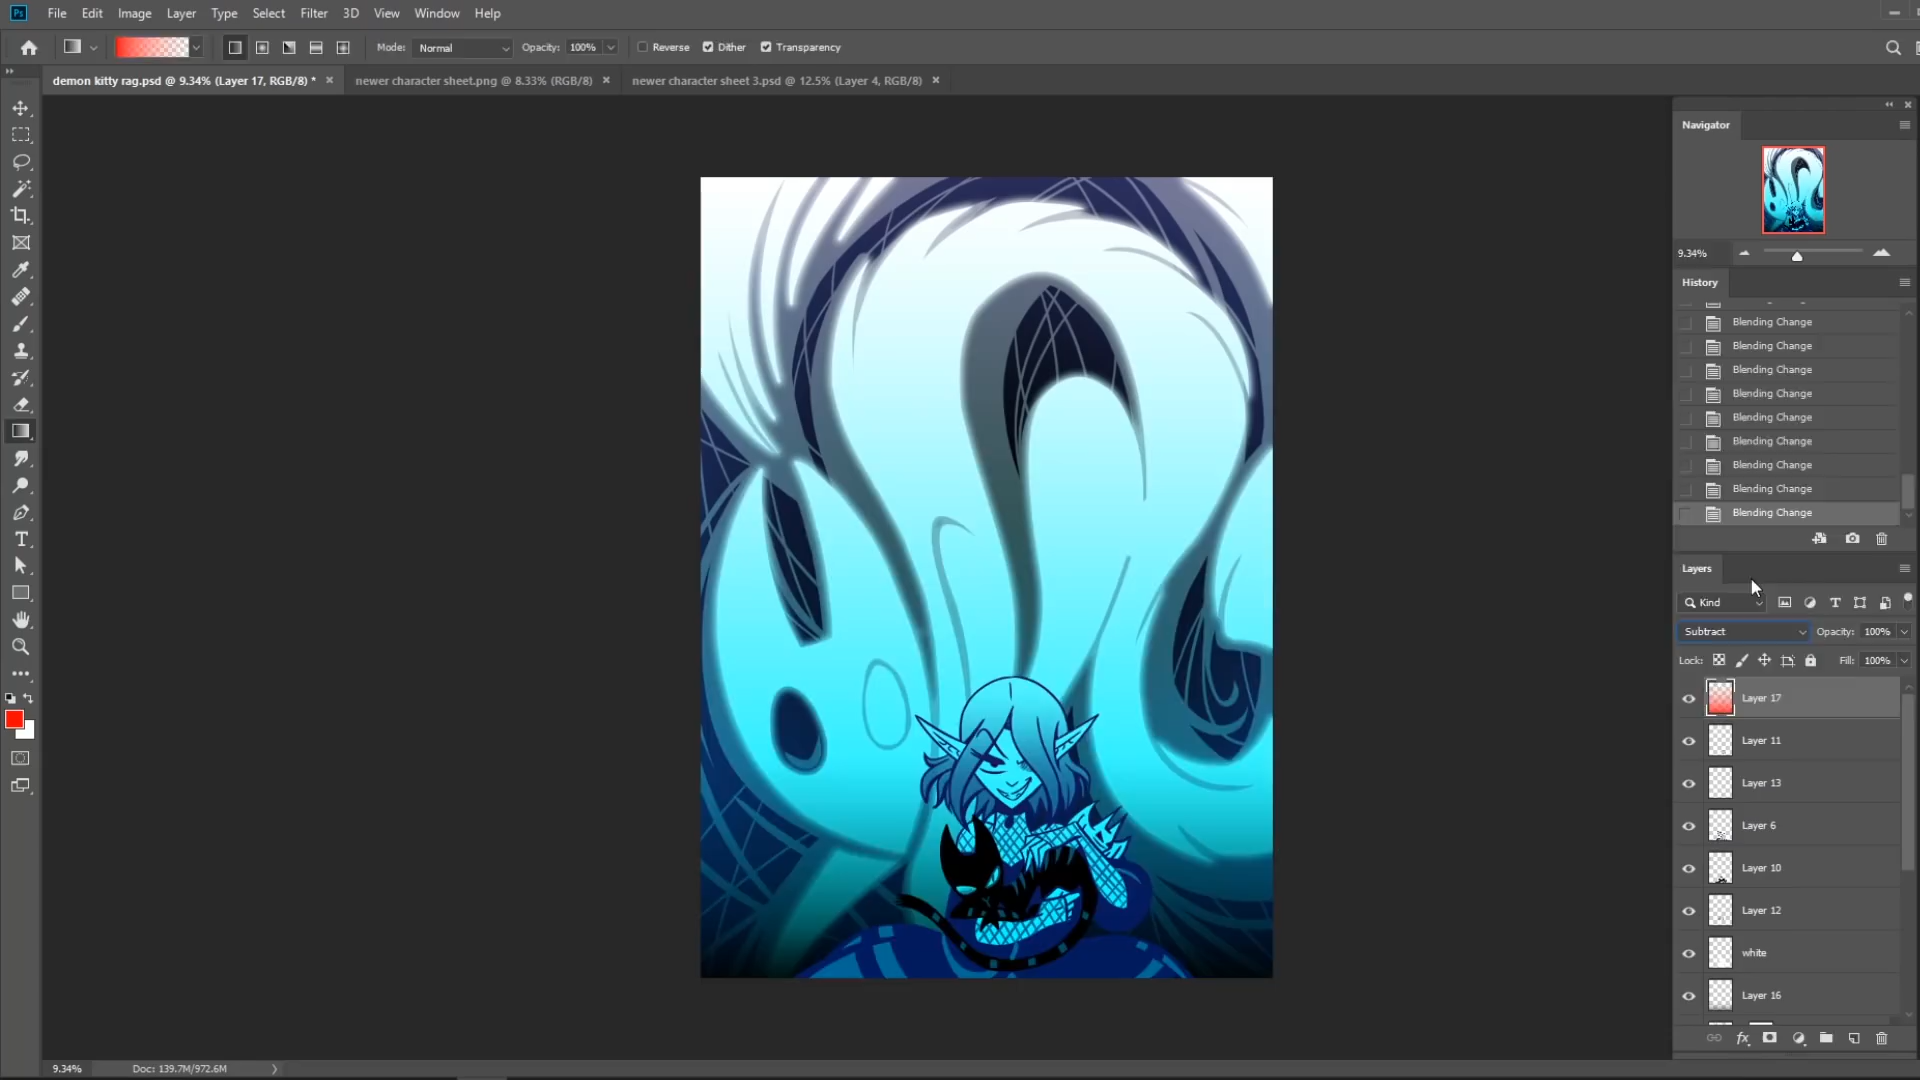 Ps File Edit Image Layer Type Select Filter 3D View Window Help
Mode: Normal Opacity: 100% Reverse Dither Transparency
demon kitty rag.psd @ 9.34% (Layer 17, RGB/8) * × newer character sheet.png @ 8.33% (RGB/8) × newer character sheet 3.psd @ 12.5% (Layer 4, RGB/8) ×
Navigator
9.34%
History
Blending Change
Blending Change
Blending Change
Blending Change
Blending Change
Blending Change
Blending Change
Blending Change
Blending Change
Layers
Kind
Subtract Opacity: 100%
Lock: Fill: 100%
Layer 17
Layer 11
Layer 13
Layer 6
Layer 10
Layer 12
white
Layer 16
fx
9.34% Doc: 139.7M/972.6M